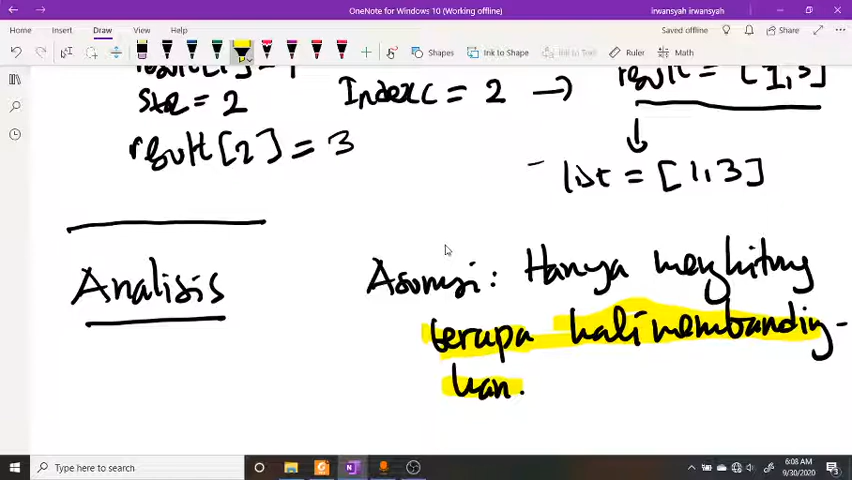 OneNote for Windows 10 (Working offline)
irwansyah irwansyah
Home Insert Draw View Help
Saved offline Share
Shapes Ink to Shape Ink to Text Ruler Math
size = 2 IndexC = 2 → result = [1,3]
result[2] = 3
list = [1,3]
Analisis Asumsi: Hanya menghitung
berapa kali membanding-
kan.
Type here to search
6:08 AM
9/30/2020